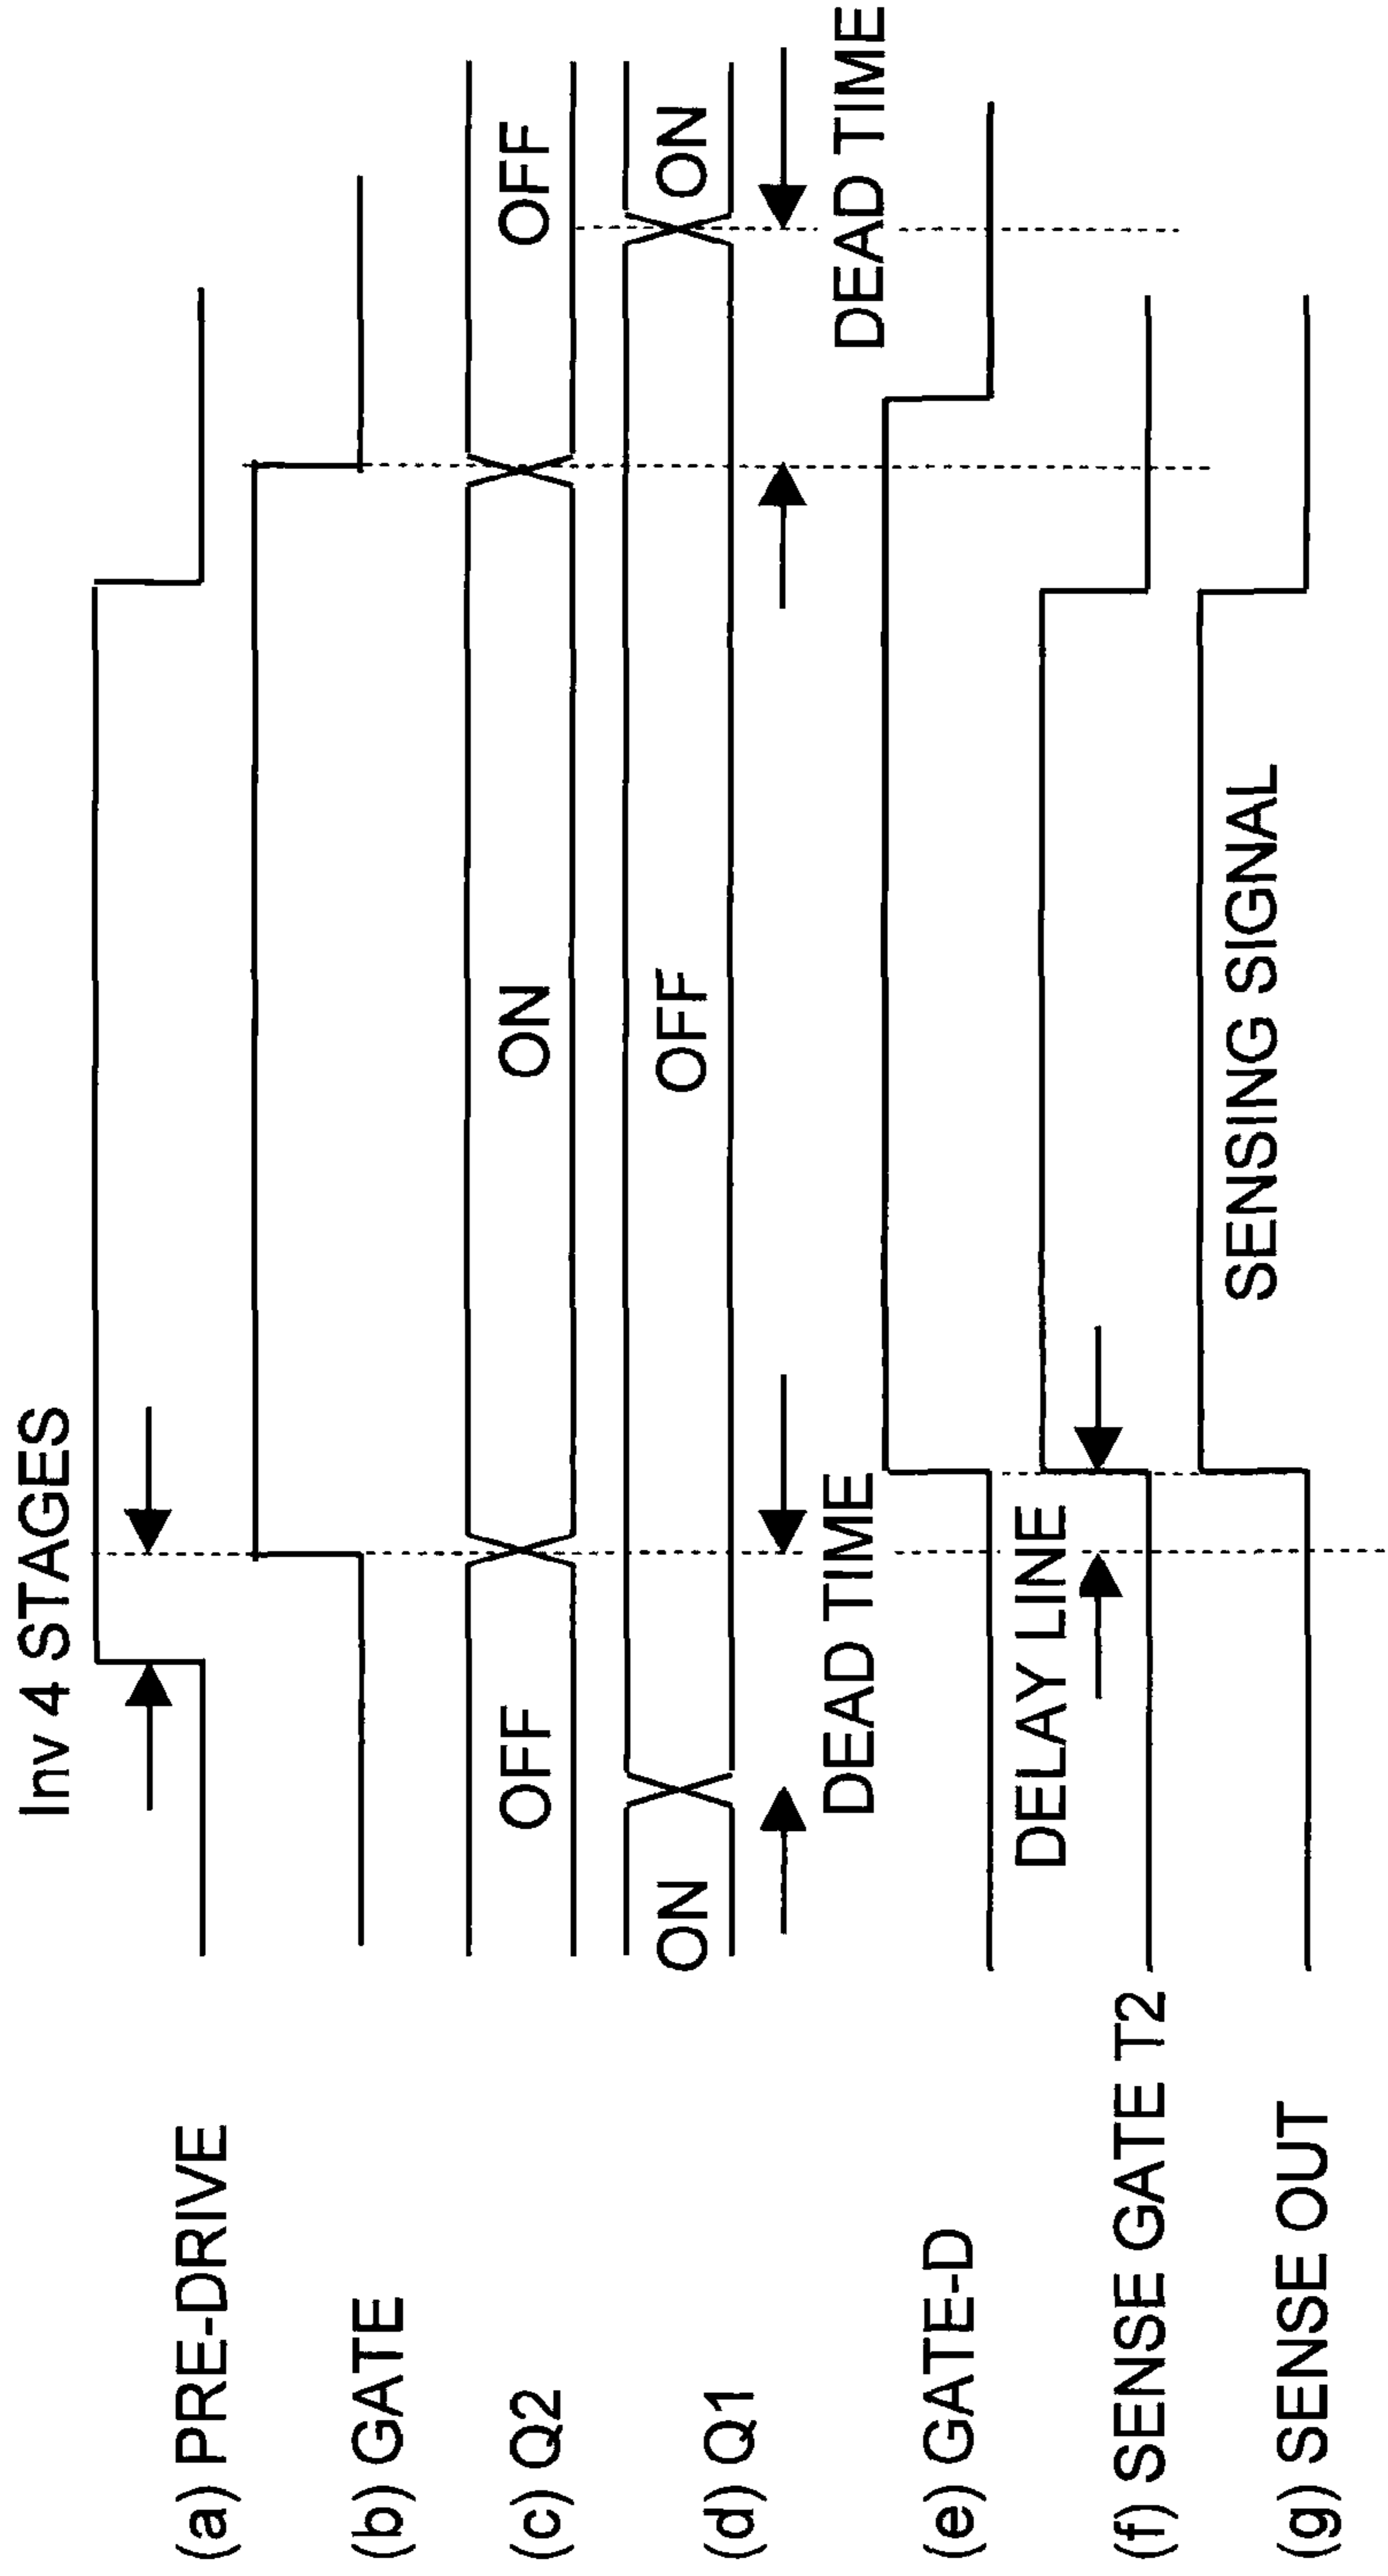 Inv 4 STAGES
(a) PRE-DRIVE
(b) GATE
(c) Q2
OFF
ON
OFF
(d) Q1
ON
OFF
ON
DEAD TIME
DEAD TIME
(e) GATE-D
DELAY LINE
(f) SENSE GATE T2
SENSING SIGNAL
(g) SENSE OUT